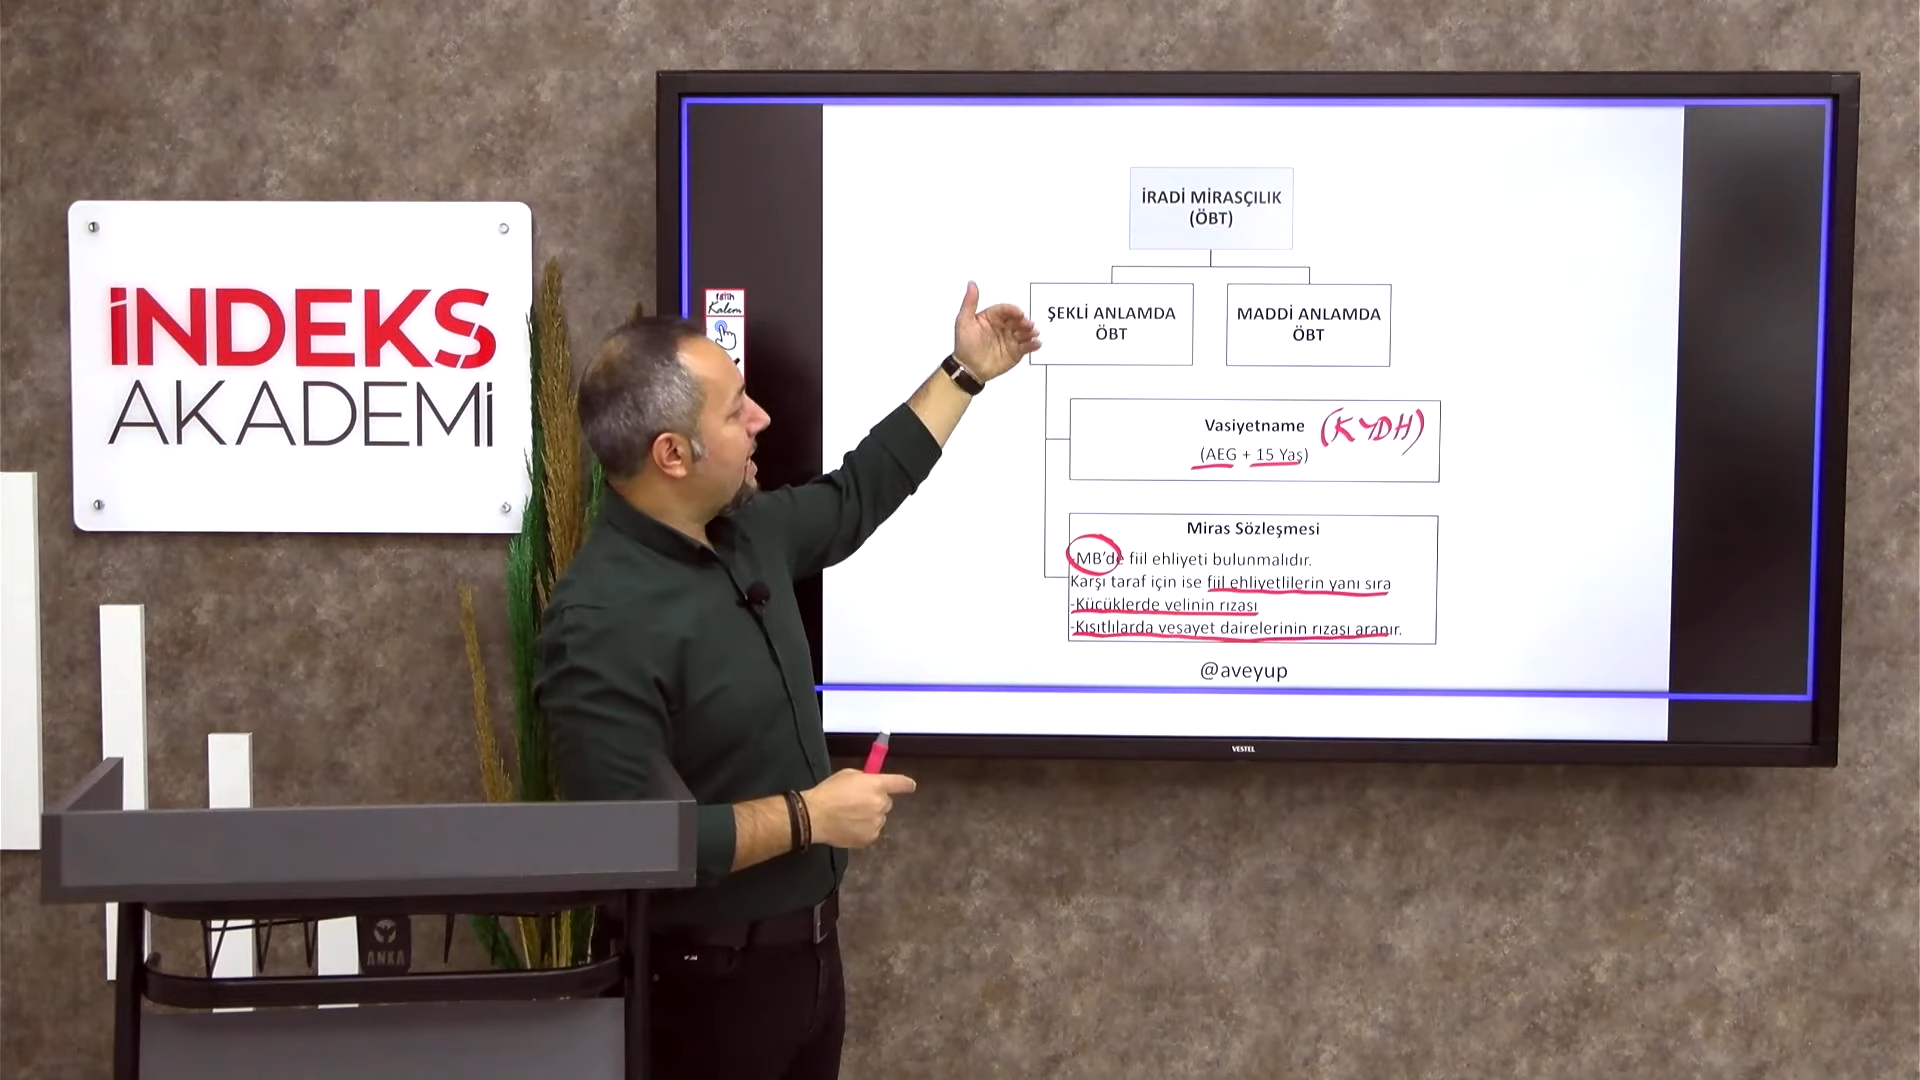 İNDEKS
AKADEMİ
fatih
Kalem
İRADİ MİRASÇILIK
(ÖBT)
ŞEKLİ ANLAMDA
ÖBT
MADDİ ANLAMDA
ÖBT
Vasiyetname (KYDH)
(AEG + 15 Yaş)
Miras Sözleşmesi
-MB'de fiil ehliyeti bulunmalıdır.
Karşı taraf için ise fiil ehliyetlilerin yanı sıra
-Küçüklerde velinin rızası
-Kısıtlılarda vesayet dairelerinin rızası aranır.
@aveyup
VESTEL
ANKA